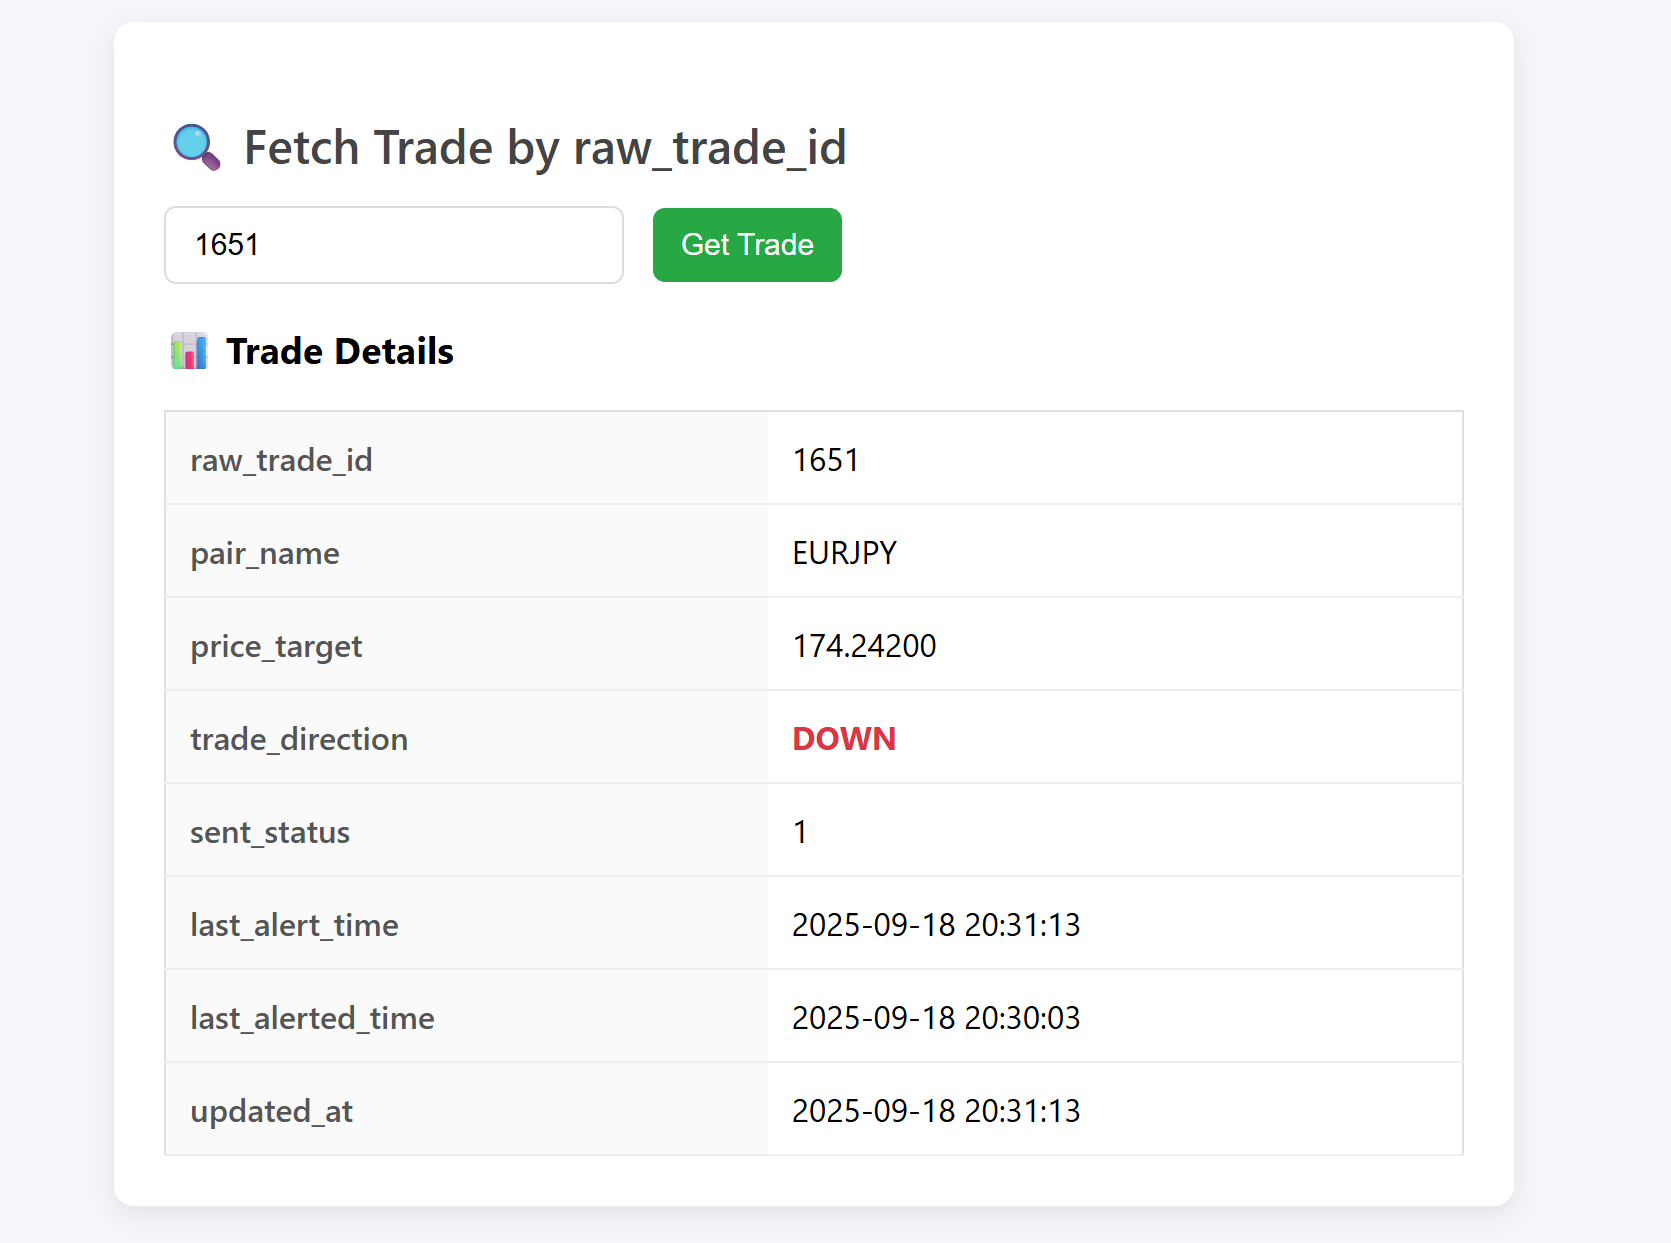 Fetch Trade by raw_trade_id
1651
Get Trade
Trade Details
raw_trade_id 1651
pair_name EURJPY
price_target 174.24200
trade_direction DOWN
sent_status 1
last_alert_time 2025-09-18 20:31:13
last_alerted_time 2025-09-18 20:30:03
updated_at 2025-09-18 20:31:13